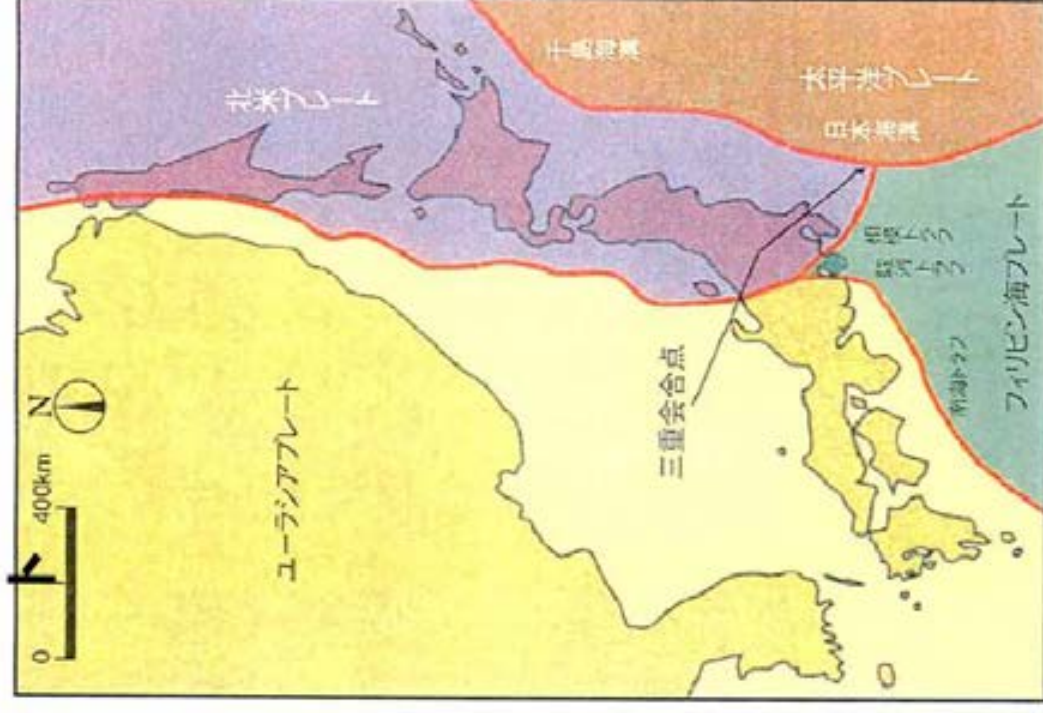 0
400km
N
ト
ユーラシアプレート
北米プレート
千島海溝
太平洋プレート
日本海溝
三重会合点
相模トラフ
駿河トラフ
南海トラフ
フィリピン海プレート